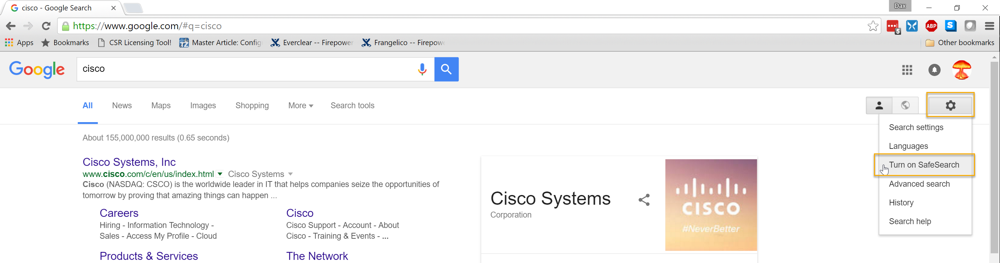 cisco - Google Search
Dax
https://www.google.com/#q=cisco
5
ABP
S
Apps
Bookmarks
CSR Licensing Tool!
Master Article: Config
Everclear -- Firepower
Frangelico -- Firepow
Other bookmarks
Google
cisco
All
News
Maps
Images
Shopping
More
Search tools
Search settings
Languages
Turn on SafeSearch
Advanced search
History
Search help
About 155,000,000 results (0.65 seconds)
Cisco Systems, Inc
www.cisco.com/c/en/us/index.html
Cisco Systems
Cisco (NASDAQ: CSCO) is the worldwide leader in IT that helps companies seize the opportunities of
tomorrow by proving that amazing things can happen ...
Careers
Hiring - Information Technology -
Sales - Access My Profile - Cloud
Cisco
Cisco Support - Account - About
Cisco - Training & Events - ...
Products & Services
The Network
Cisco Systems
Corporation
CISCO
#NeverBetter